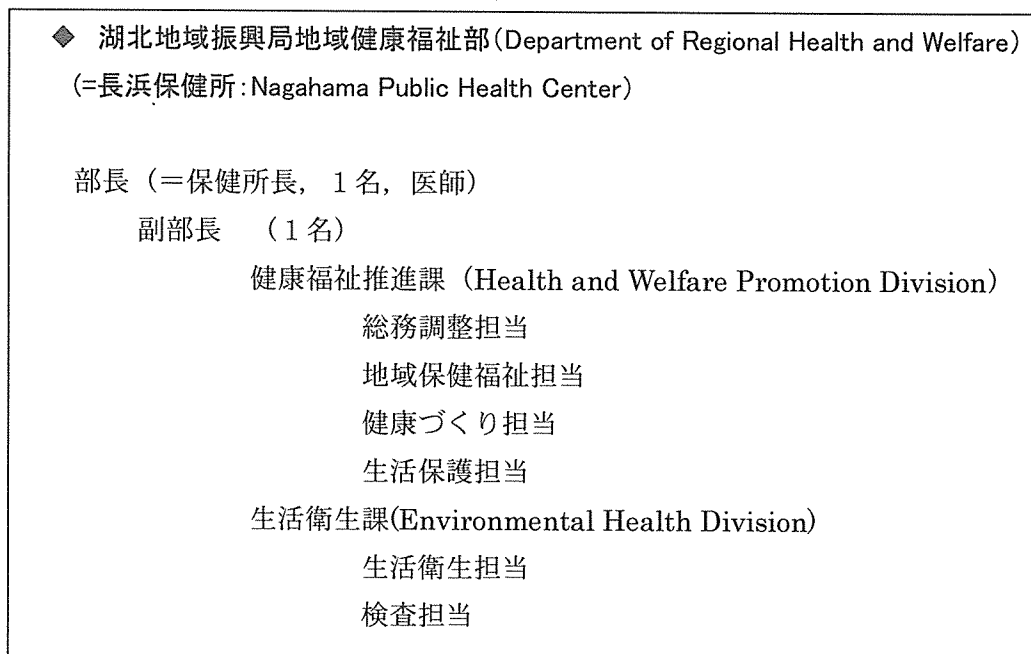 ◆ 湖北地域振興局地域健康福祉部(Department of Regional Health and Welfare)
(=長浜保健所:Nagahama Public Health Center)
部長（＝保健所長，１名，医師）
副部長　（１名）
健康福祉推進課（Health and Welfare Promotion Division）
総務調整担当
地域保健福祉担当
健康づくり担当
生活保護担当
生活衛生課(Environmental Health Division)
生活衛生担当
検査担当